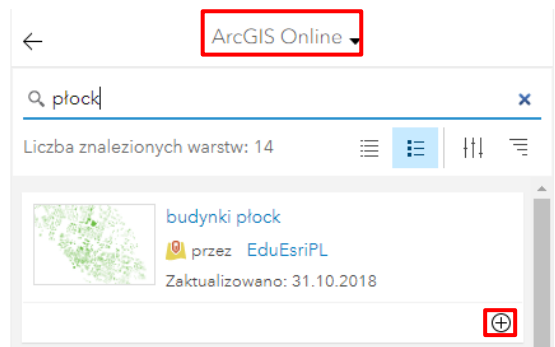 ArcGIS Online
płock
Liczba znalezionych warstw: 14
budynki płock
przez EduEsriPL
Zaktualizowano: 31.10.2018